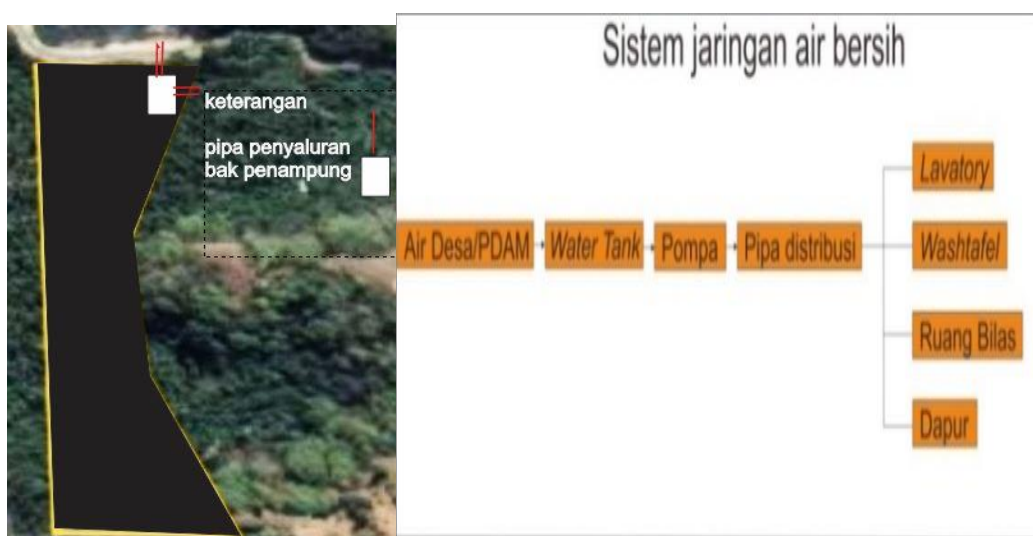 keterangan
pipa penyaluran
bak penampung
Sistem jaringan air bersih
Air Desa/PDAM
Water Tank
Pompa
Pipa distribusi
Lavatory
Washtafel
Ruang Bilas
Dapur